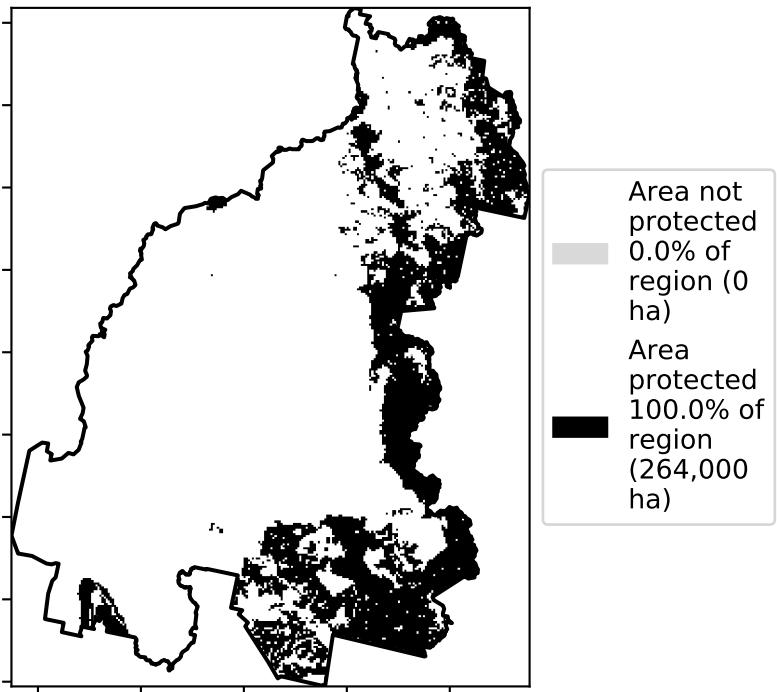 Area not
protected
0.0% of
region (0
ha)
Area
protected
100.0% of
region
(264,000
ha)